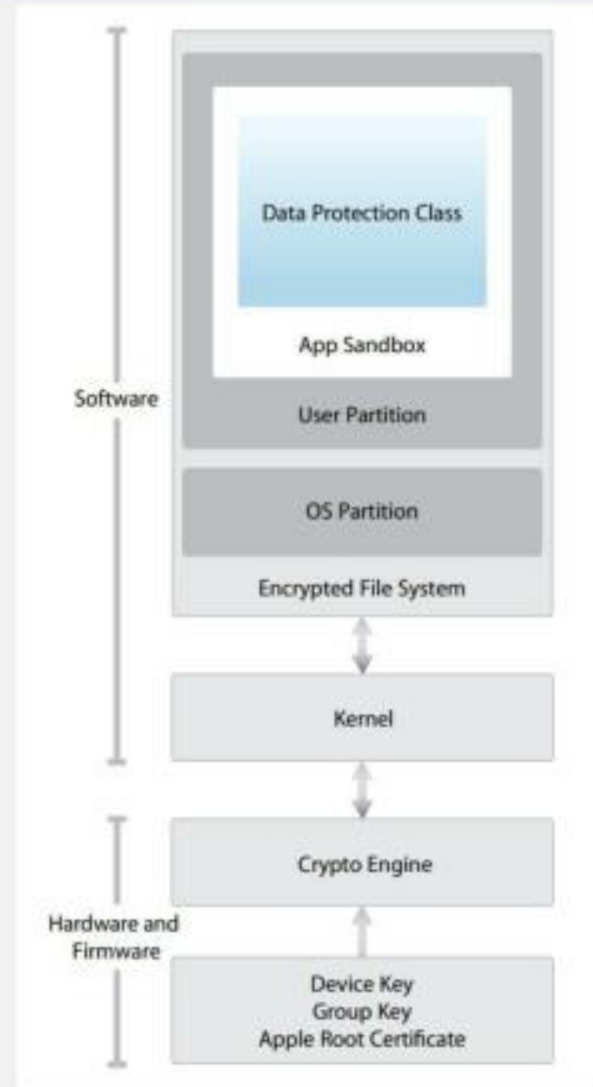 Data Protection Class
App Sandbox
Software
User Partition
OS Partition
Encrypted File System
Kernel
Crypto Engine
Hardware and
Firmware
Device Key
Group Key
Apple Root Certificate